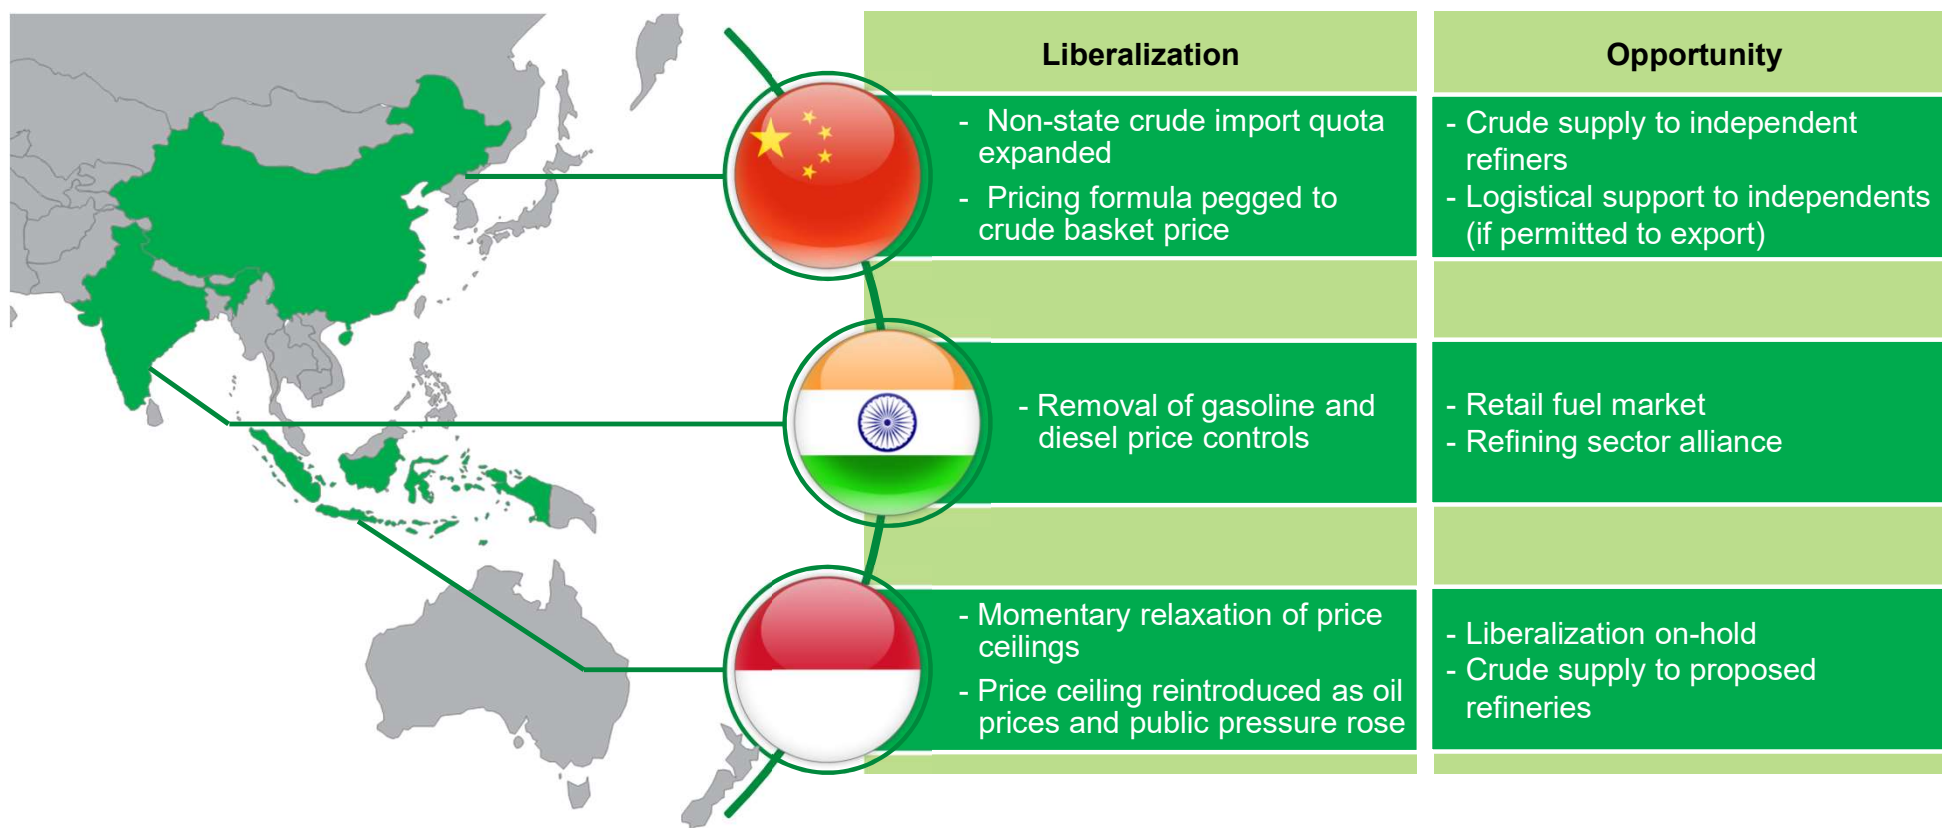 Liberalization
Opportunity
- Non-state crude import quota
expanded
- Pricing formula pegged to
crude basket price
- Crude supply to independent
refiners
- Logistical support to independents
(if permitted to export)
- Removal of gasoline and
diesel price controls
- Retail fuel market
- Refining sector alliance
- Momentary relaxation of price
ceilings
- Price ceiling reintroduced as oil
prices and public pressure rose
- Liberalization on-hold
- Crude supply to proposed
refineries